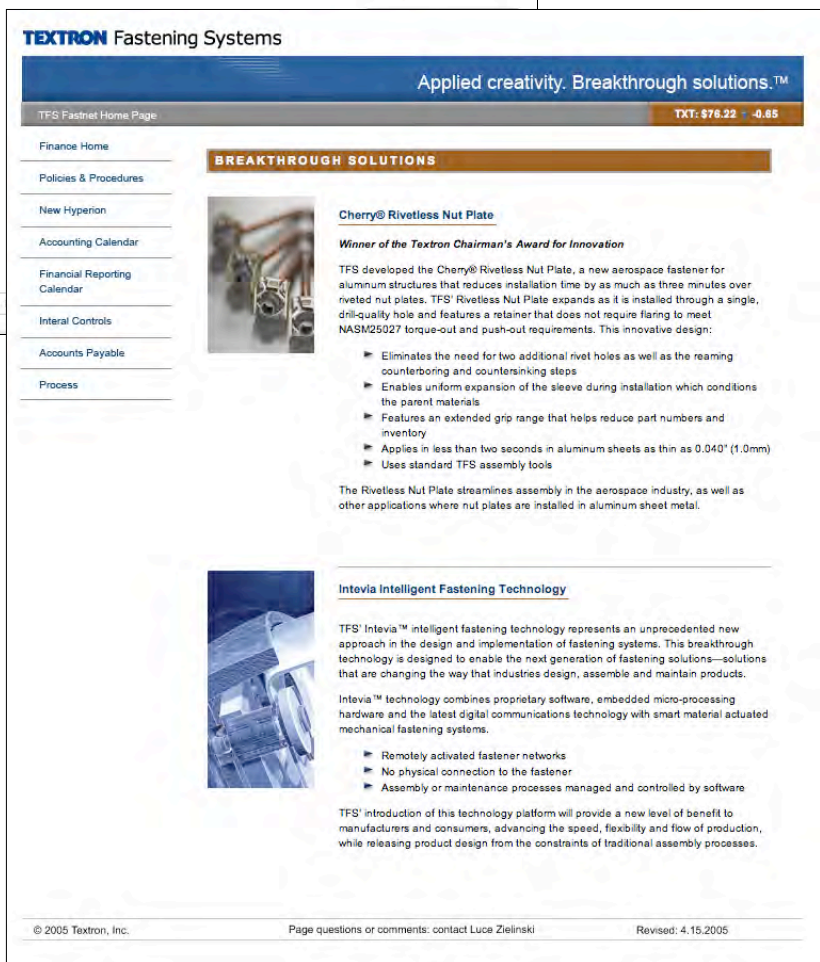 TEXTRON Fastening Systems
Applied creativity. Breakthrough solutions.™
TFS Fastnet Home Page
TXT: $76.22 -0.65
Finance Home
Policies & Procedures
New Hyperion
Accounting Calendar
Financial Reporting
Calendar
Interal Controls
Accounts Payable
Process
BREAKTHROUGH SOLUTIONS
Cherry® Rivetless Nut Plate
Winner of the Textron Chairman's Award for Innovation
TFS developed the Cherry® Rivetless Nut Plate, a new aerospace fastener for
aluminum structures that reduces installation time by as much as three minutes over
riveted nut plates. TFS' Rivetless Nut Plate expands as it is installed through a single,
drill-quality hole and features a retainer that does not require flaring to meet
NASM25027 torque-out and push-out requirements. This innovative design:
► Eliminates the need for two additional rivet holes as well as the reaming
counterboring and countersinking steps
► Enables uniform expansion of the sleeve during installation which conditions
the parent materials
► Features an extended grip range that helps reduce part numbers and
inventory
► Applies in less than two seconds in aluminum sheets as thin as 0.040" (1.0mm)
► Uses standard TFS assembly tools
The Rivetless Nut Plate streamlines assembly in the aerospace industry, as well as
other applications where nut plates are installed in aluminum sheet metal.
Intevia Intelligent Fastening Technology
TFS' Intevia™ intelligent fastening technology represents an unprecedented new
approach in the design and implementation of fastening systems. This breakthrough
technology is designed to enable the next generation of fastening solutions—solutions
that are changing the way that industries design, assemble and maintain products.
Intevia™ technology combines proprietary software, embedded micro-processing
hardware and the latest digital communications technology with smart material actuated
mechanical fastening systems.
► Remotely activated fastener networks
► No physical connection to the fastener
► Assembly or maintenance processes managed and controlled by software
TFS' introduction of this technology platform will provide a new level of benefit to
manufacturers and consumers, advancing the speed, flexibility and flow of production,
while releasing product design from the constraints of traditional assembly processes.
© 2005 Textron, Inc.
Page questions or comments: contact Luce Zielinski
Revised: 4.15.2005